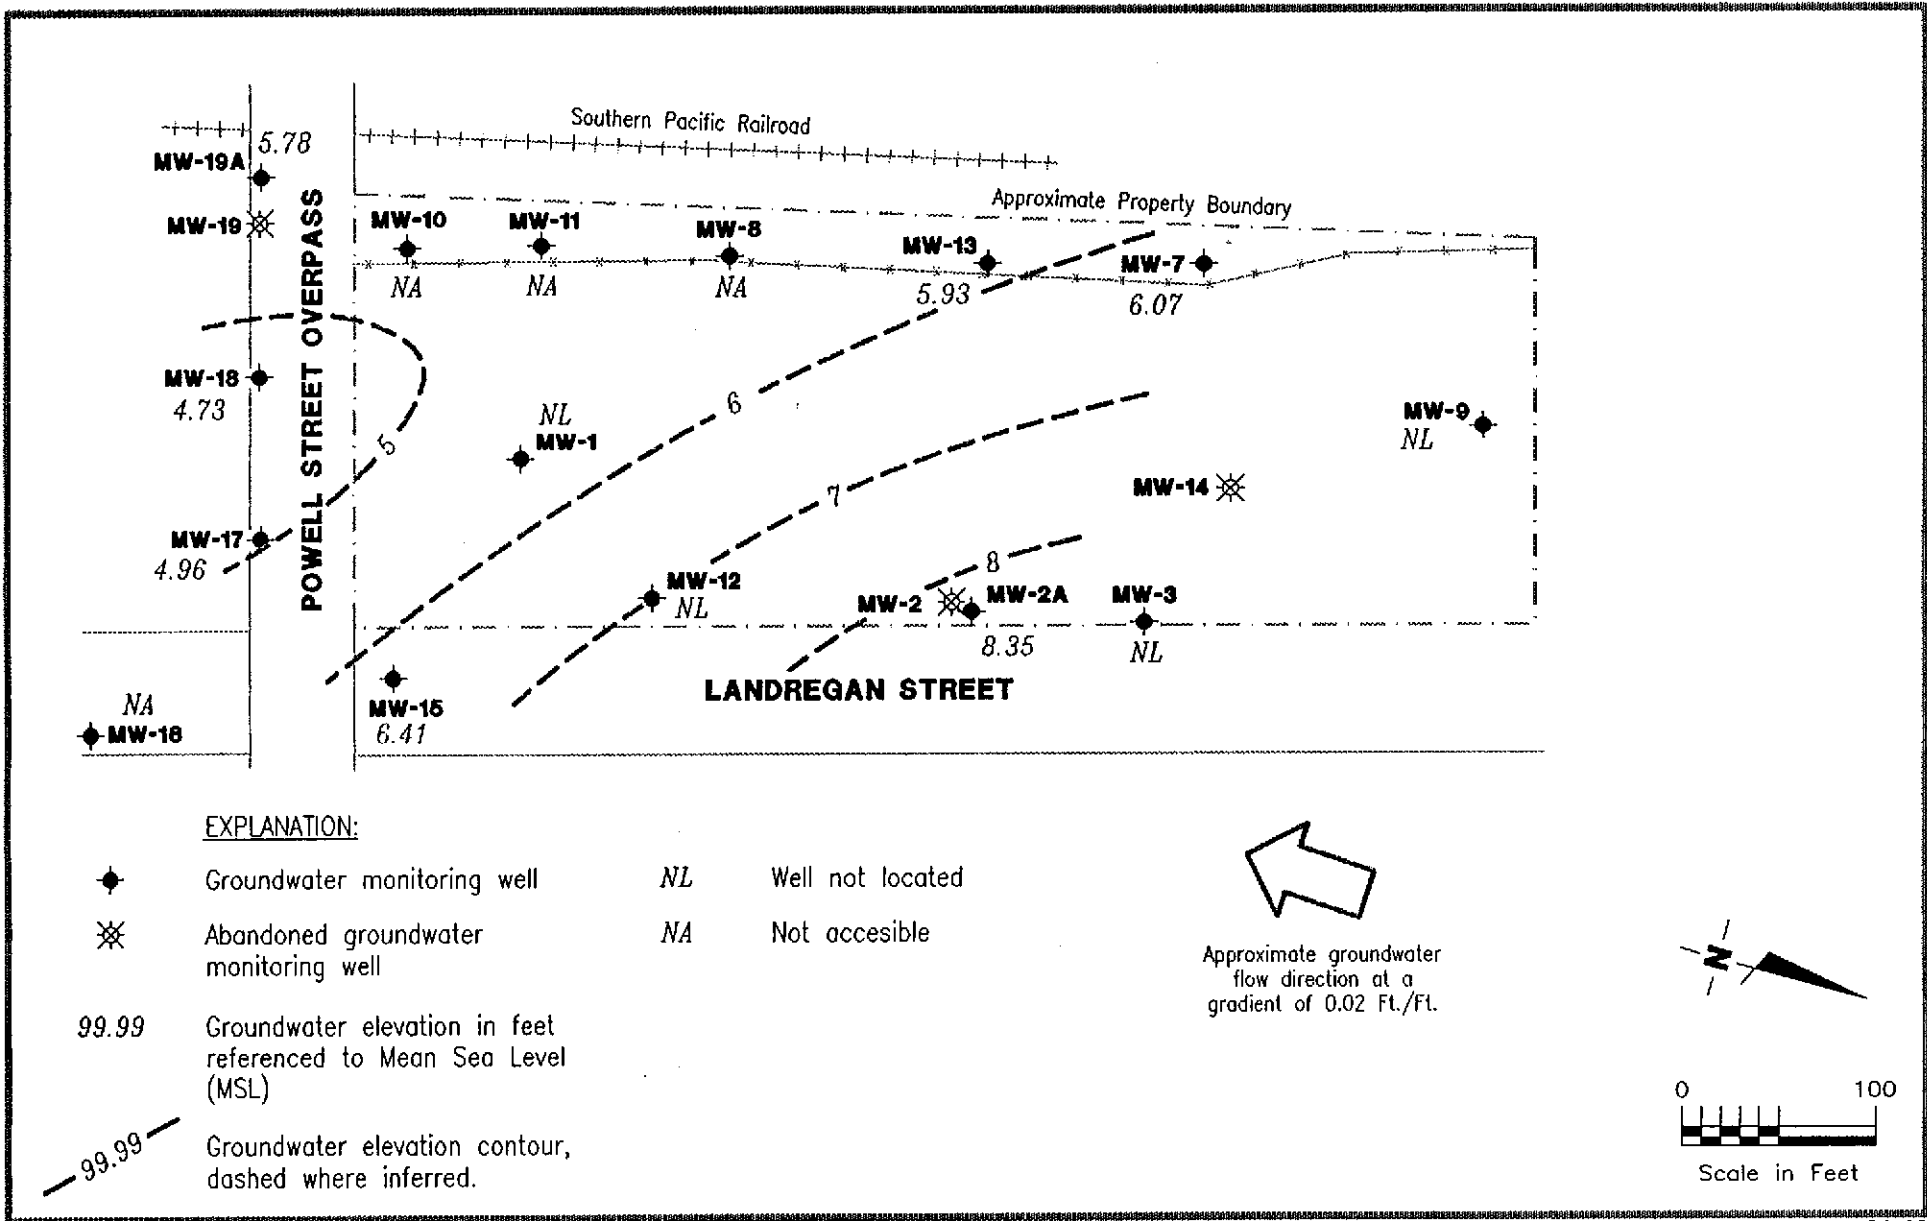 Southern Pacific Railroad
5.78
MW-19A
MW-19
Approximate Property Boundary
MW-10
MW-11
MW-8
MW-13
MW-7
NA
NA
NA
5.93
6.07
POWELL STREET OVERPASS
MW-18
4.73
5
6
NL
MW-1
7
MW-9
NL
MW-14
MW-17
4.96
8
MW-12
NL
MW-2
MW-2A
8.35
MW-3
NL
LANDREGAN STREET
MW-15
6.41
NA
MW-18
EXPLANATION:
Groundwater monitoring well
NL Well not located
Abandoned groundwater
monitoring well
NA Not accesible
99.99 Groundwater elevation in feet
referenced to Mean Sea Level
(MSL)
99.99 Groundwater elevation contour,
dashed where inferred.
Approximate groundwater
flow direction at a
gradient of 0.02 Ft./Ft.
N
0 100
Scale in Feet